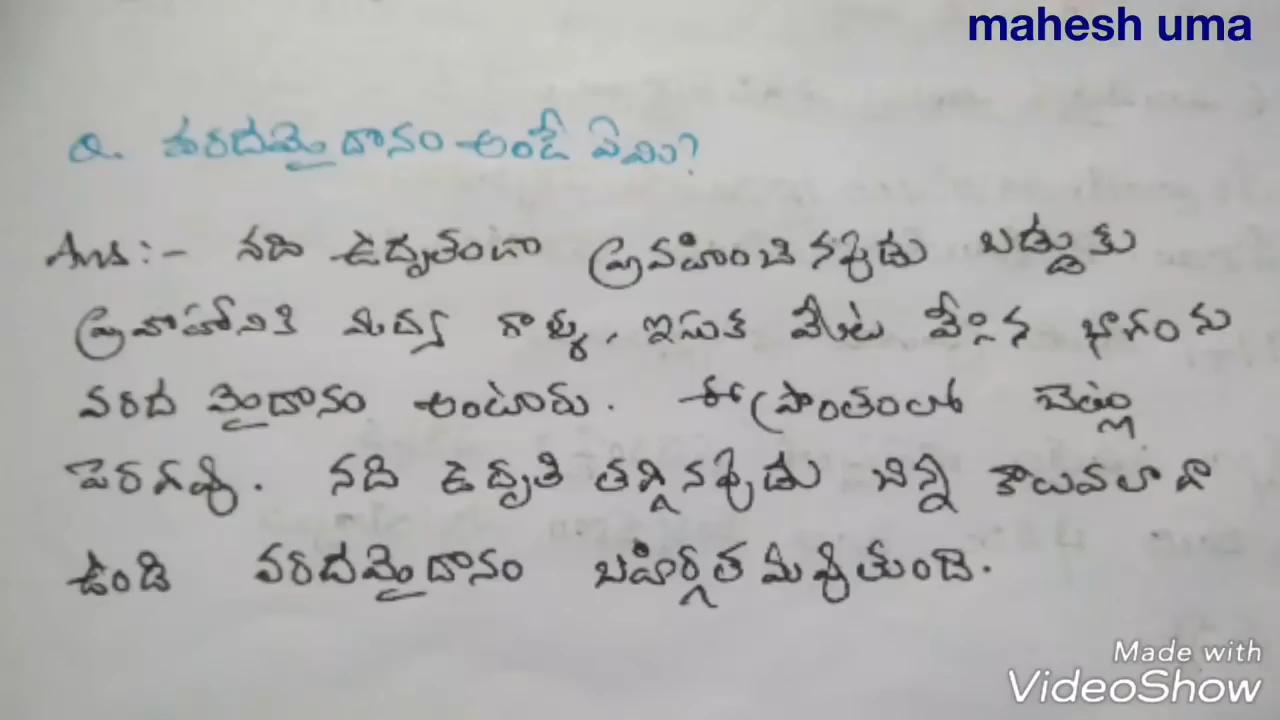 mahesh uma
Q. వరదమైదానం అంటే ఏమి?
Ans :- నది ఉధృతంగా ప్రవహించినప్పుడు ఒడ్డుకు
ప్రవాహానికి మధ్య రాళ్ళు, ఇసుక మేట వేసిన భాగంను
వరద మైదానం అంటారు. ఈ ప్రాంతంలో చెట్లు
పెరగవు. నది ఉధృతి తగ్గినప్పుడు చిన్న కాలువలాగా
ఉండి వరదమైదానం బహిర్గతమవుతుంది.
Made with
VideoShow